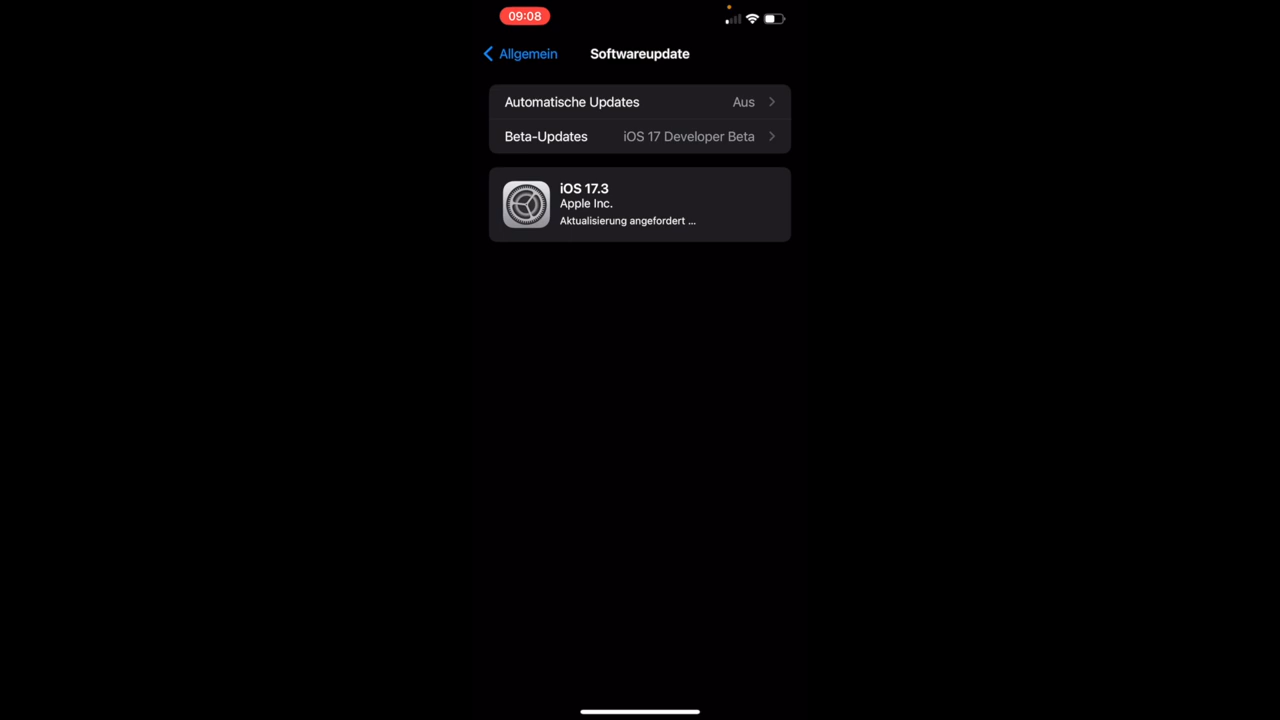 09:08
Allgemein
Softwareupdate
Automatische Updates
Aus
Beta-Updates
iOS 17 Developer Beta
iOS 17.3
Apple Inc.
Aktualisierung angefordert ...